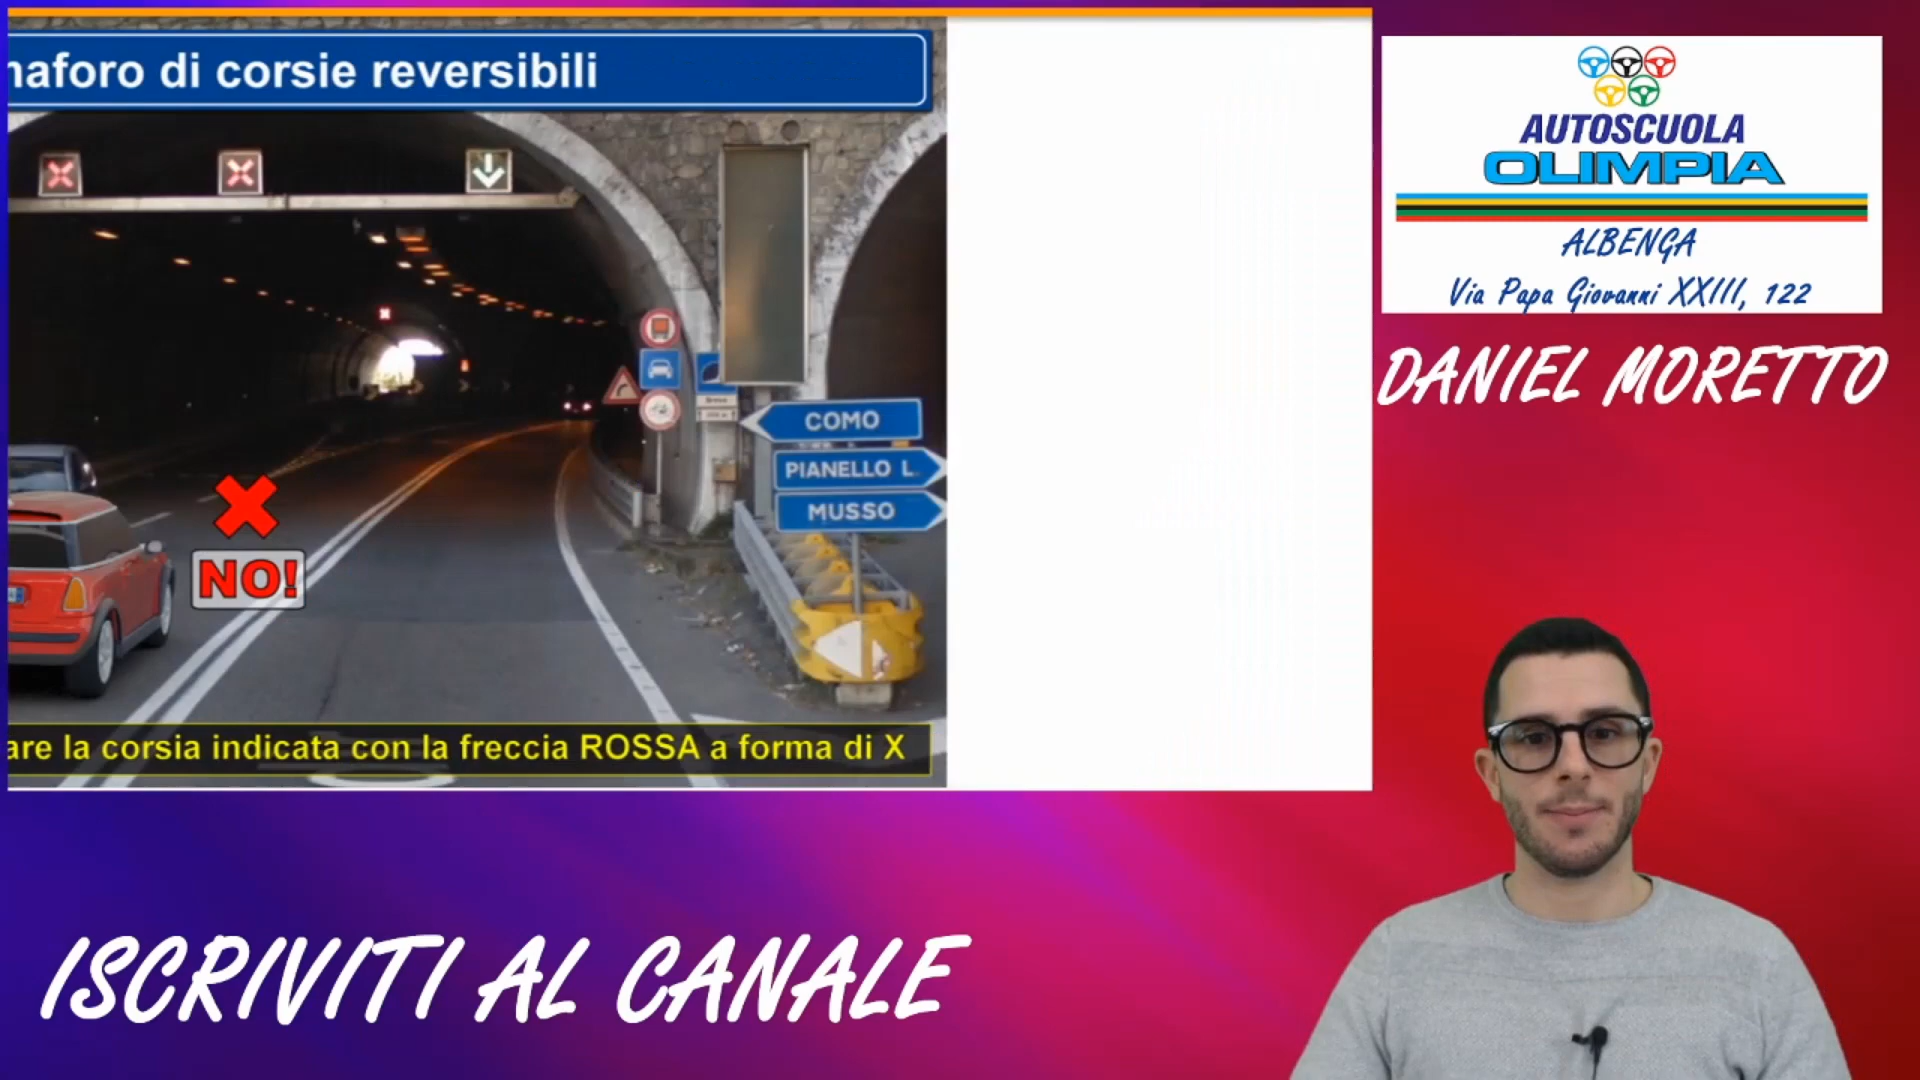 naforo di corsie reversibili
COMO
PIANELLO L.
MUSSO
NO!
are la corsia indicata con la freccia ROSSA a forma di X
AUTOSCUOLA
OLIMPIA
ALBENGA
Via Papa Giovanni XXIII, 122
DANIEL MORETTO
ISCRIVITI AL CANALE